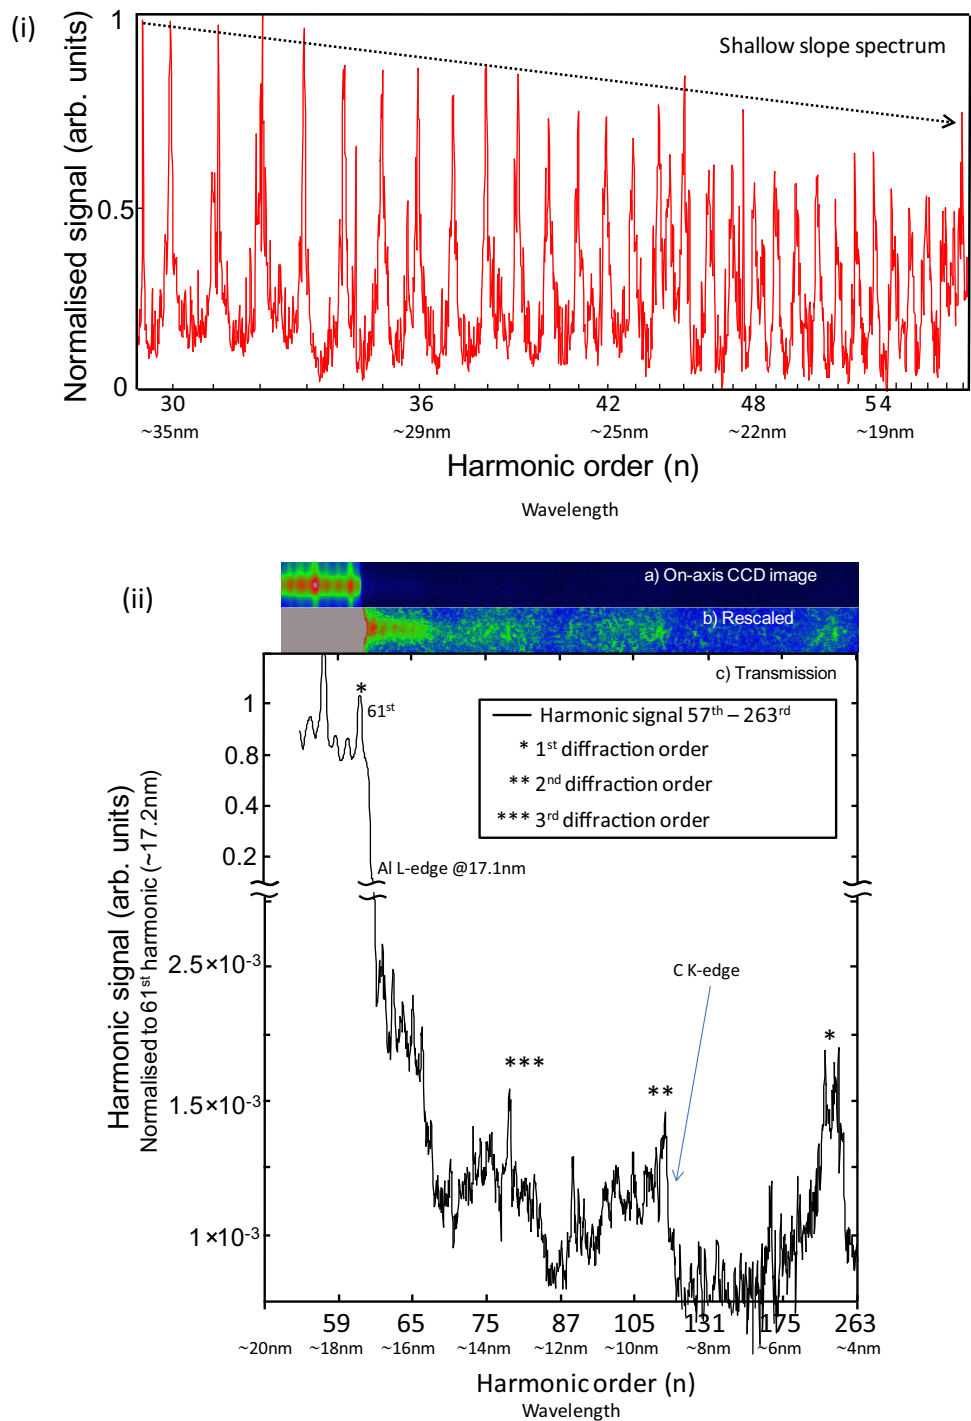 (i)
Normalised signal (arb. units)
1
0.5
0
Shallow slope spectrum
30 36 42 48 54
~35nm ~29nm ~25nm ~22nm ~19nm
Harmonic order (n)
Wavelength
(ii)
a) On-axis CCD image
b) Rescaled
c) Transmission
Harmonic signal (arb. units)
Normalised to 61st harmonic (~17.2nm)
1
0.8
0.4
0.2
2.5×10-3
1.5×10-3
1×10-3
*
61st
Harmonic signal 57th – 263rd
* 1st diffraction order
** 2nd diffraction order
*** 3rd diffraction order
Al L-edge @17.1nm
C K-edge
***
**
*
59 65 75 87 105 131 175 263
~20nm ~18nm ~16nm ~14nm ~12nm ~10nm ~8nm ~6nm ~4nm
Harmonic order (n)
Wavelength